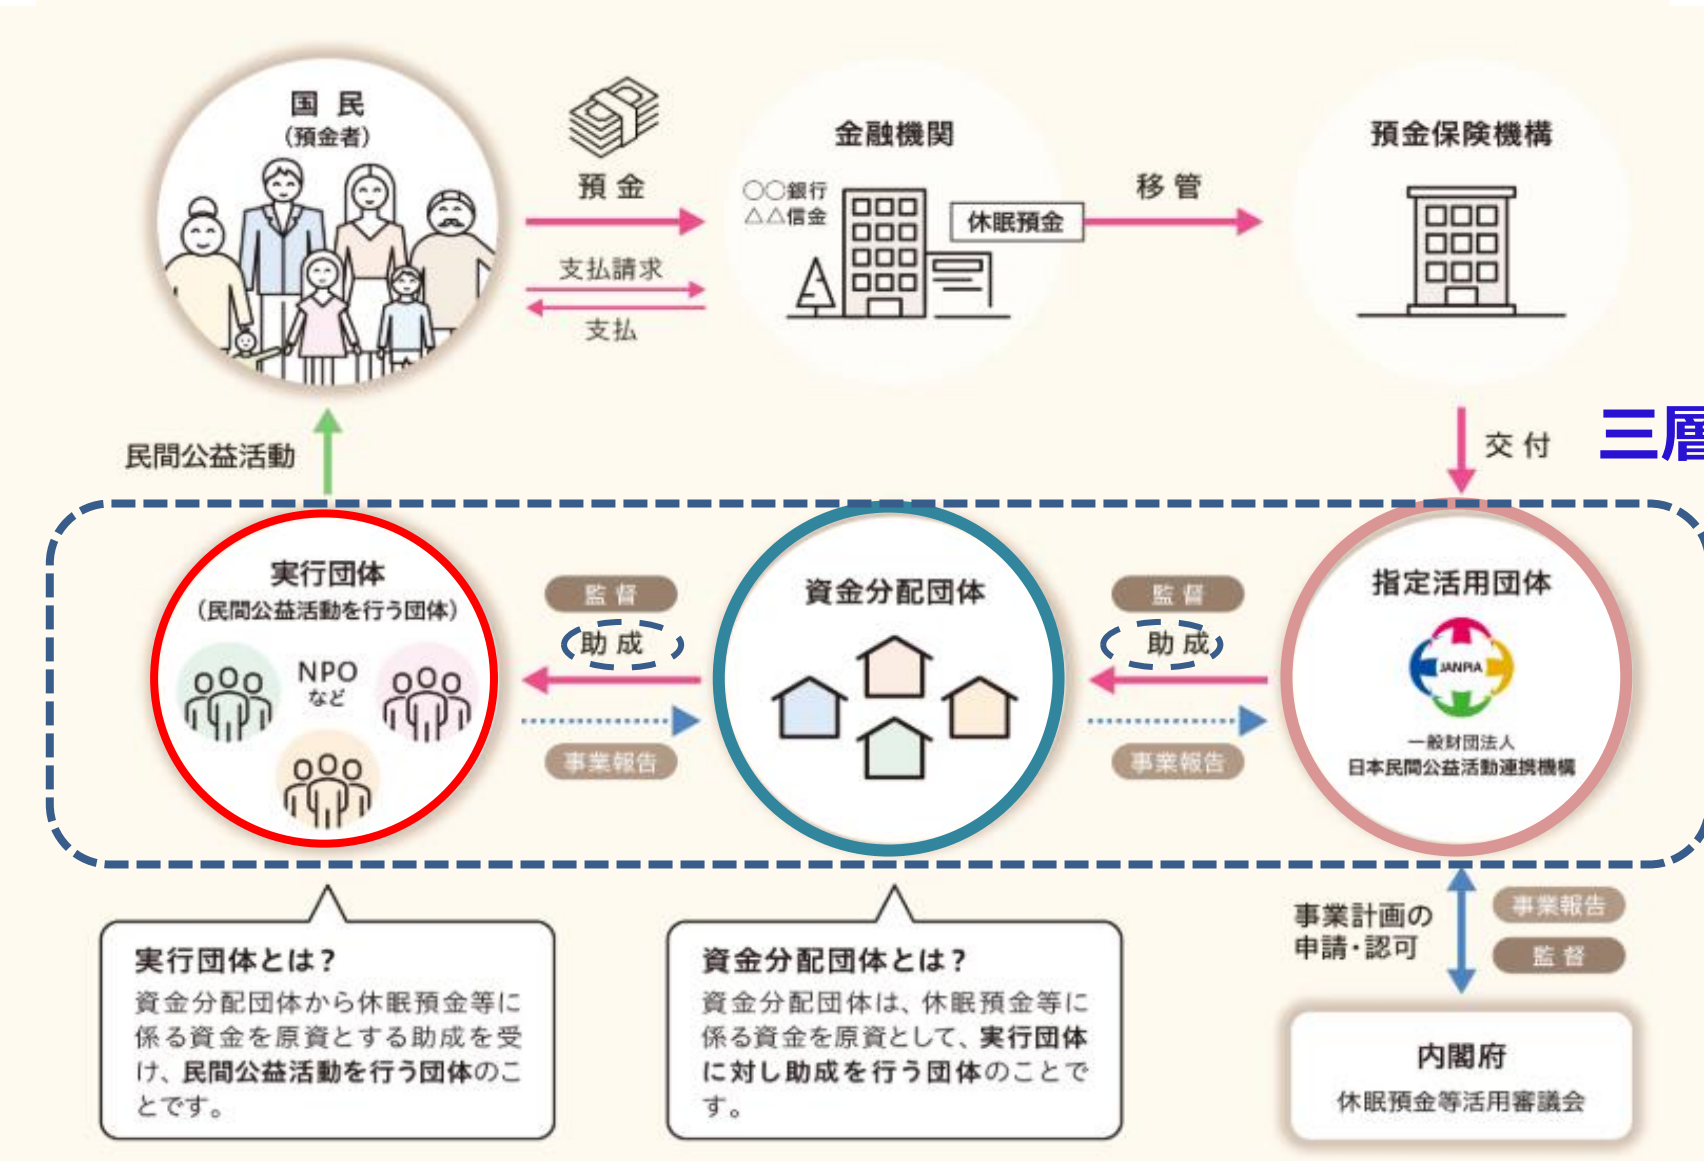 国 民
(預金者)
預 金
支払請求
支払
金融機関
〇〇銀行
△△信金
休眠預金
移 管
預金保険機構
交 付
三層
民間公益活動
実行団体
(民間公益活動を行う団体)
NPO
など
監 督
助 成
事業報告
資金分配団体
監 督
助 成
事業報告
指定活用団体
JANPIA
一般財団法人
日本民間公益活動連携機構
実行団体とは?
資金分配団体から休眠預金等に
係る資金を原資とする助成を受
け、民間公益活動を行う団体のこ
とです。
資金分配団体とは?
資金分配団体は、休眠預金等に
係る資金を原資として、実行団体
に対し助成を行う団体のことで
す。
事業計画の
申請・認可
事業報告
監 督
内閣府
休眠預金等活用審議会